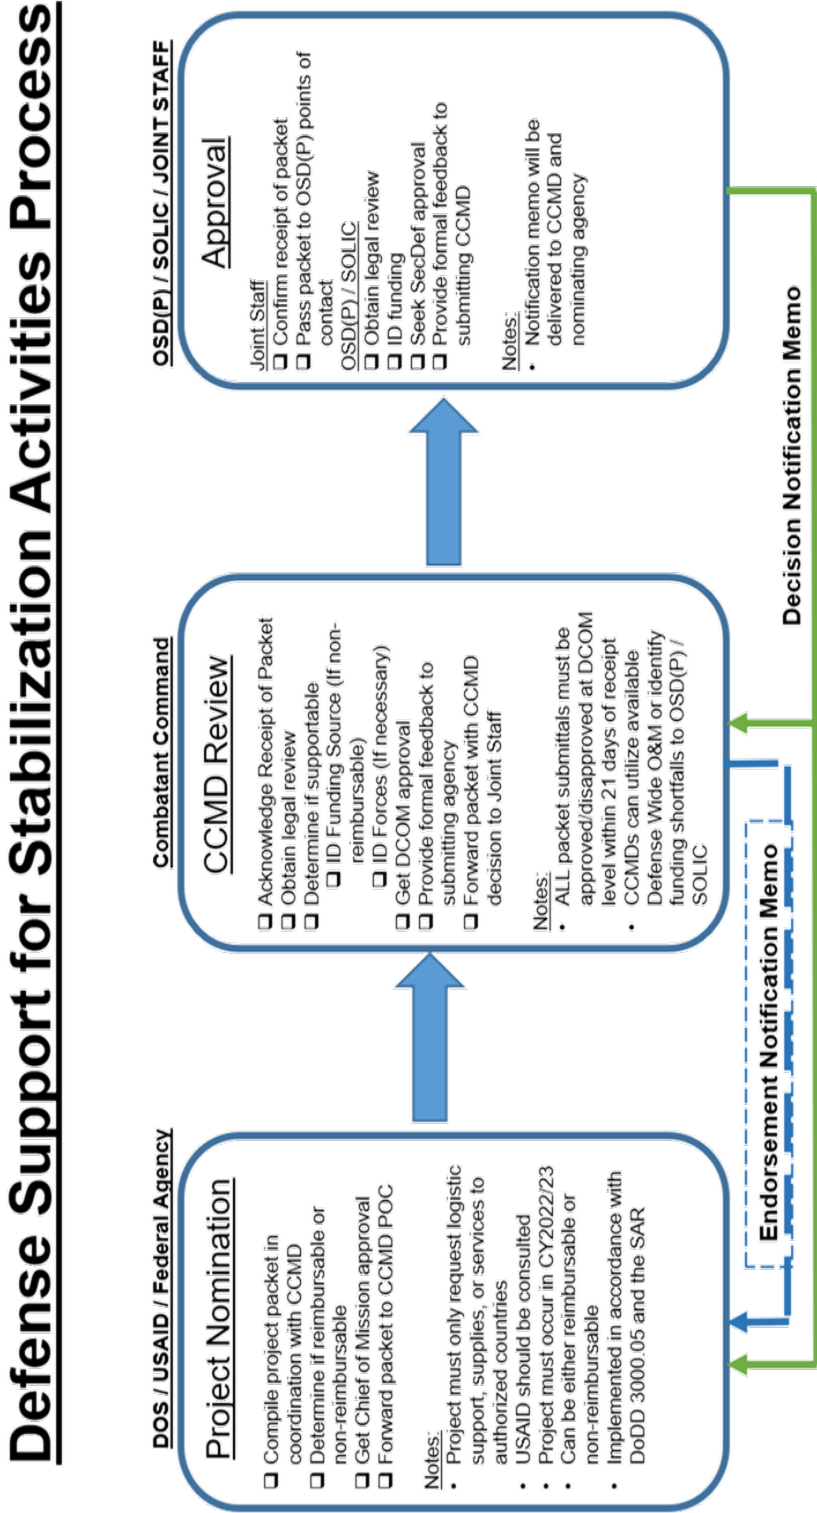 Defense Support for Stabilization Activities Process
DOS / USAID / Federal Agency
Project Nomination
❑ Compile project packet in
coordination with CCMD
❑ Determine if reimbursable or
non-reimbursable
❑ Get Chief of Mission approval
❑ Forward packet to CCMD POC
Notes:
• Project must only request logistic
support, supplies, or services to
authorized countries
• USAID should be consulted
• Project must occur in CY2022/23
• Can be either reimbursable or
non-reimbursable
• Implemented in accordance with
DoDD 3000.05 and the SAR
Combatant Command
CCMD Review
❑ Acknowledge Receipt of Packet
❑ Obtain legal review
❑ Determine if supportable
❑ ID Funding Source (If non-
reimbursable)
❑ ID Forces (If necessary)
❑ Get DCOM approval
❑ Provide formal feedback to
submitting agency
❑ Forward packet with CCMD
decision to Joint Staff
Notes:
• ALL packet submittals must be
approved/disapproved at DCOM
level within 21 days of receipt
• CCMDs can utilize available
Defense Wide O&M or identify
funding shortfalls to OSD(P) /
SOLIC
OSD(P) / SOLIC / JOINT STAFF
Approval
Joint Staff
❑ Confirm receipt of packet
❑ Pass packet to OSD(P) points of
contact
OSD(P) / SOLIC
❑ Obtain legal review
❑ ID funding
❑ Seek SecDef approval
❑ Provide formal feedback to
submitting CCMD
Notes:
• Notification memo will be
delivered to CCMD and
nominating agency
Endorsement Notification Memo
Decision Notification Memo